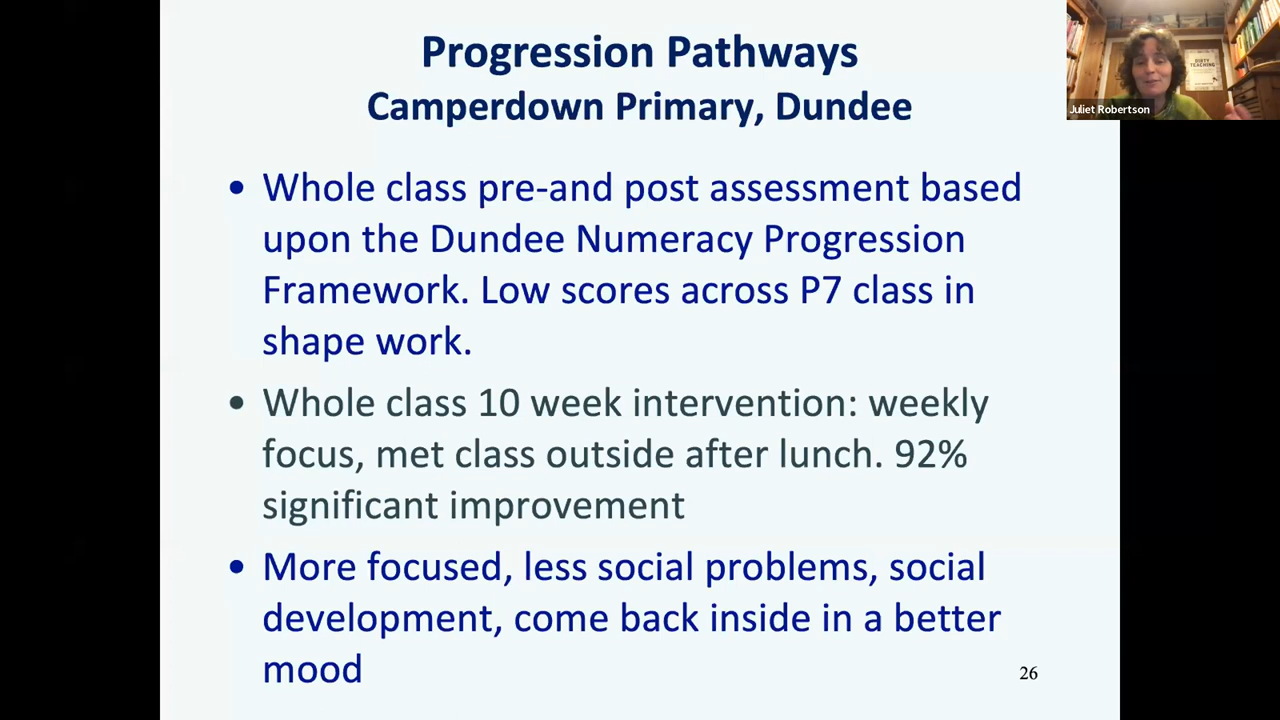 Progression Pathways
Camperdown Primary, Dundee
• Whole class pre-and post assessment based
upon the Dundee Numeracy Progression
Framework. Low scores across P7 class in
shape work.
• Whole class 10 week intervention: weekly
focus, met class outside after lunch. 92%
significant improvement
• More focused, less social problems, social
development, come back inside in a better
mood
26
DIRTY
TEACHING
Juliet Robertson